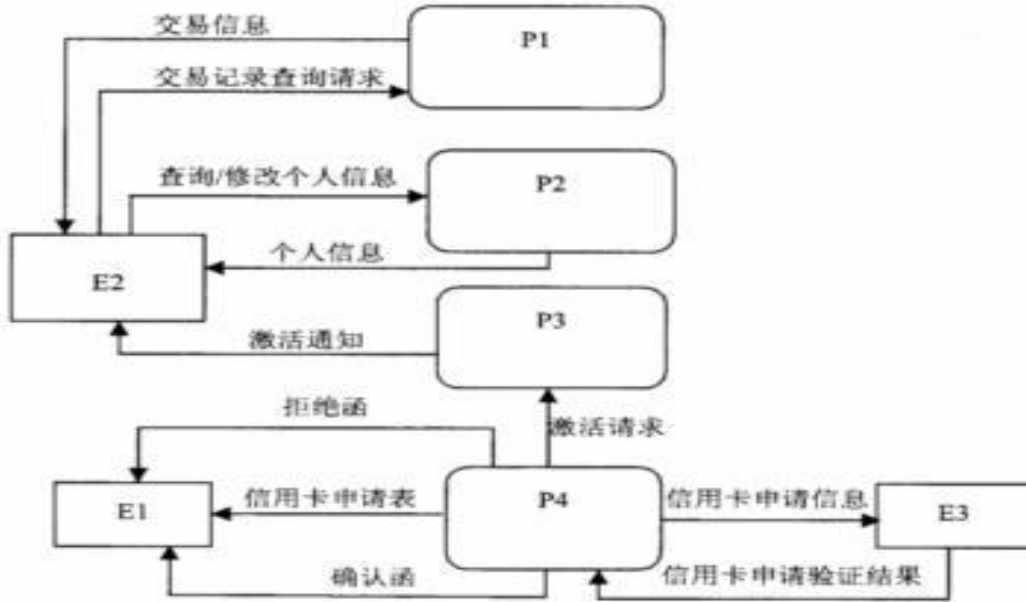 交易信息
P1
交易记录查询请求
查询/修改个人信息
P2
个人信息
E2
P3
激活通知
拒绝函
激活请求
E1
信用卡申请表
P4
信用卡申请信息
E3
确认函
信用卡申请验证结果